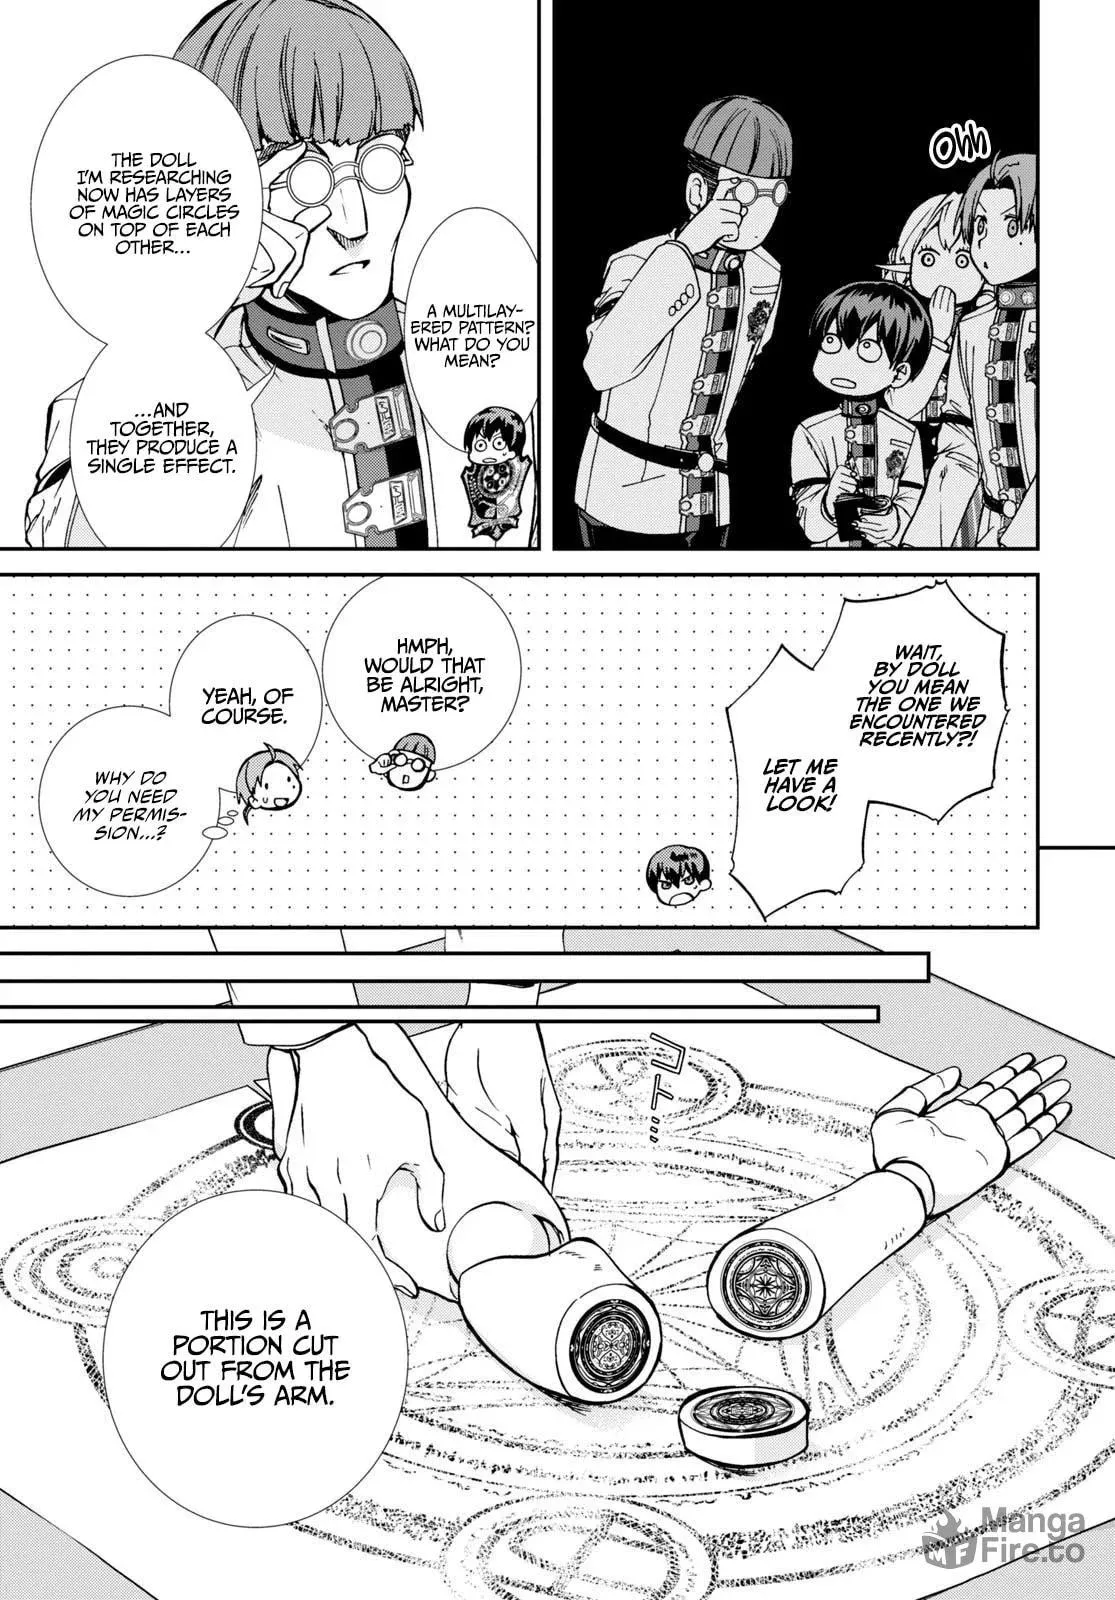 Ohh
A MULTILAY-
ERED PATTERN?
WHAT DO YOU
MEAN?
THE DOLL
I'M RESEARCHING
NOW HAS LAYERS
OF MAGIC CIRCLES
ON TOP OF EACH
OTHER...
...AND
TOGETHER,
THEY PRODUCE A
SINGLE EFFECT.
WAIT,
BY DOLL
YOU MEAN
THE ONE WE
ENCOUNTERED
RECENTLY?!
LET ME
HAVE A
LOOK!
HMPH,
WOULD THAT
BE ALRIGHT,
MASTER?
YEAH, OF
COURSE.
WHY DO
YOU NEED
MY PERMIS-
SION...?
コト…
THIS IS A
PORTION CUT
OUT FROM THE
DOLL'S ARM.
Manga
Fire.to
MF